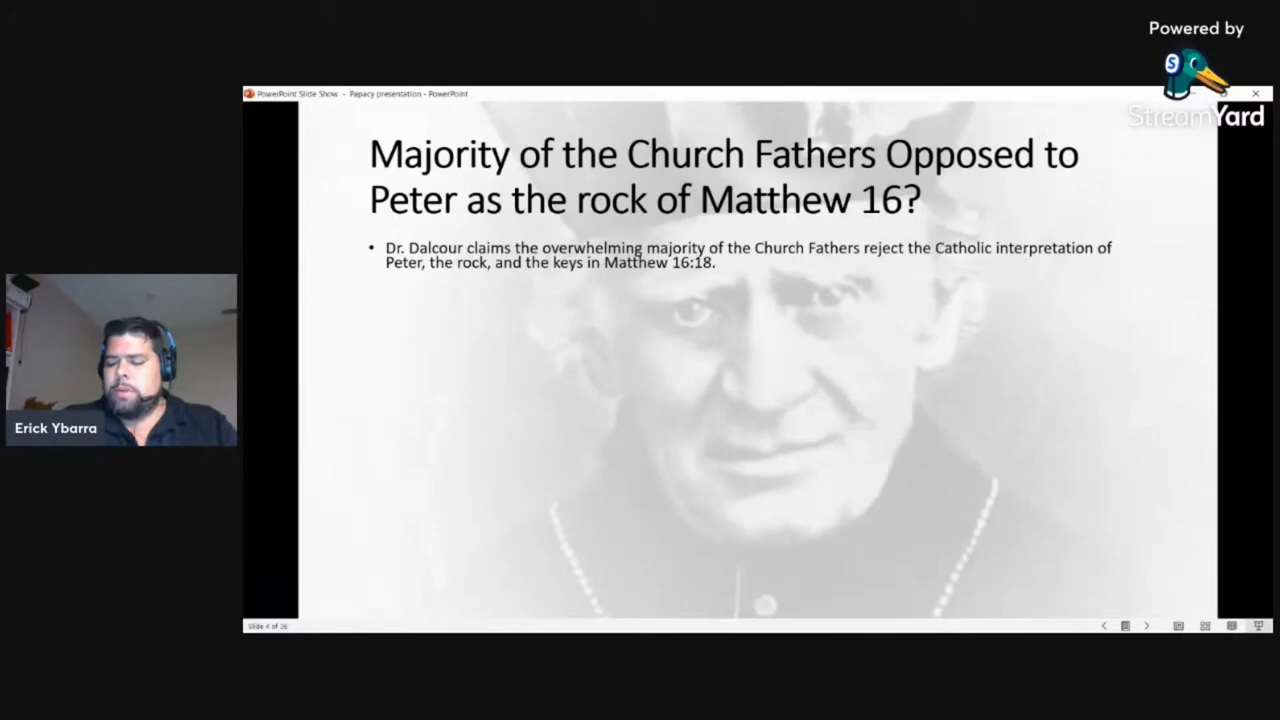 Powered by
StreamYard
PowerPoint Slide Show - Papacy presentation - PowerPoint
Majority of the Church Fathers Opposed to
Peter as the rock of Matthew 16?
• Dr. Dalcour claims the overwhelming majority of the Church Fathers reject the Catholic interpretation of
Peter, the rock, and the keys in Matthew 16:18.
Erick Ybarra
Slide 4 of 26